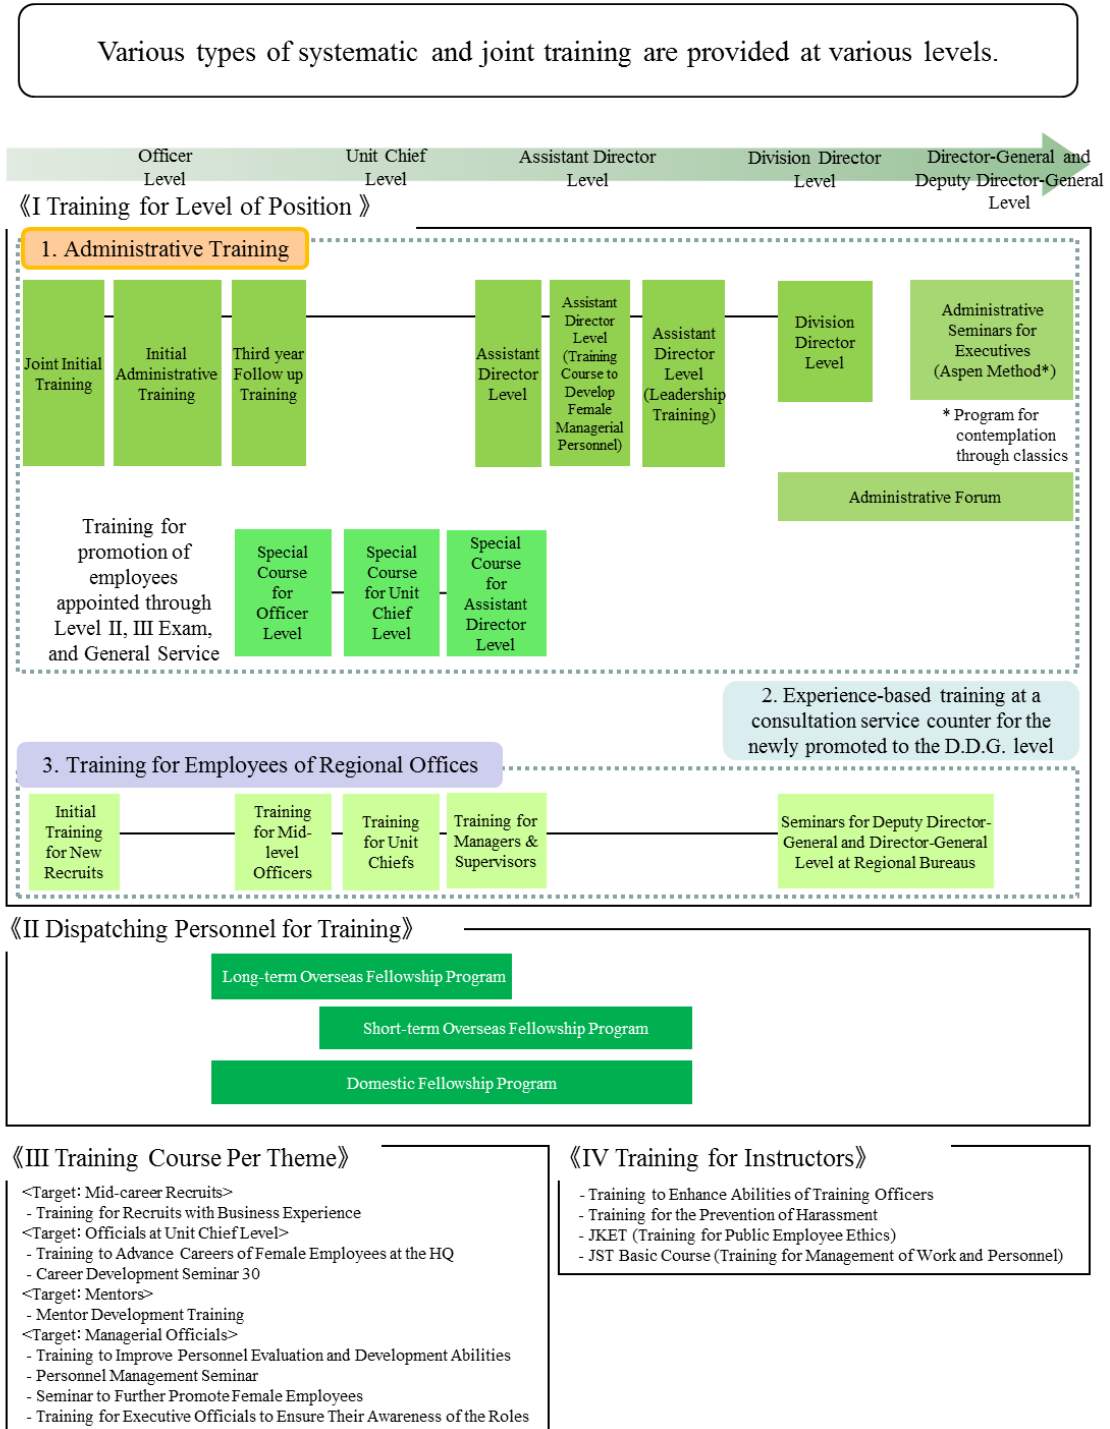 Various types of systematic and joint training are provided at various levels.
Officer
Level
Unit Chief
Level
Assistant Director
Level
Division Director
Level
Director-General and
Deputy Director-General
Level
《I Training for Level of Position 》
1. Administrative Training
Joint Initial
Training
Initial
Administrative
Training
Third year
Follow up
Training
Assistant
Director
Level
Assistant
Director
Level
(Training
Course to
Develop
Female
Managerial
Personnel)
Assistant
Director
Level
(Leadership
Training)
Division
Director
Level
Administrative
Seminars for
Executives
(Aspen Method*)
* Program for
contemplation
through classics
Administrative Forum
Training for
promotion of
employees
appointed through
Level II, III Exam,
and General Service
Special
Course
for
Officer
Level
Special
Course
for Unit
Chief
Level
Special
Course
for
Assistant
Director
Level
2. Experience-based training at a
consultation service counter for the
newly promoted to the D.D.G. level
3. Training for Employees of Regional Offices
Initial
Training
for New
Recruits
Training
for Mid-
level
Officers
Training
for Unit
Chiefs
Training for
Managers &
Supervisors
Seminars for Deputy Director-
General and Director-General
Level at Regional Bureaus
《II Dispatching Personnel for Training》
Long-term Overseas Fellowship Program
Short-term Overseas Fellowship Program
Domestic Fellowship Program
《III Training Course Per Theme》
<Target: Mid-career Recruits>
- Training for Recruits with Business Experience
<Target: Officials at Unit Chief Level>
- Training to Advance Careers of Female Employees at the HQ
- Career Development Seminar 30
<Target: Mentors>
- Mentor Development Training
<Target: Managerial Officials>
- Training to Improve Personnel Evaluation and Development Abilities
- Personnel Management Seminar
- Seminar to Further Promote Female Employees
- Training for Executive Officials to Ensure Their Awareness of the Roles
《IV Training for Instructors》
- Training to Enhance Abilities of Training Officers
- Training for the Prevention of Harassment
- JKET (Training for Public Employee Ethics)
- JST Basic Course (Training for Management of Work and Personnel)